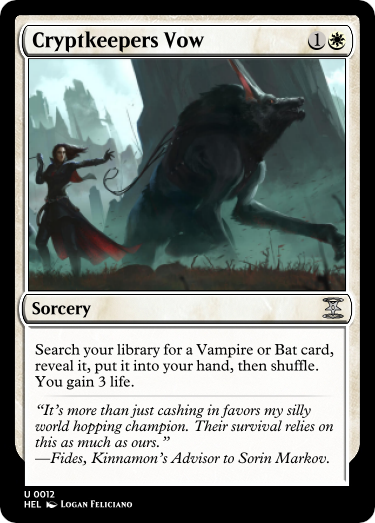 Cryptkeepers Vow
1
Sorcery
Search your library for a Vampire or Bat card,
reveal it, put it into your hand, then shuffle.
You gain 3 life.
“It’s more than just cashing in favors my silly
world hopping champion. Their survival relies on
this as much as ours.”
—Fides, Kinnamon’s Advisor to Sorin Markov.
U 0012
HEL Logan Feliciano